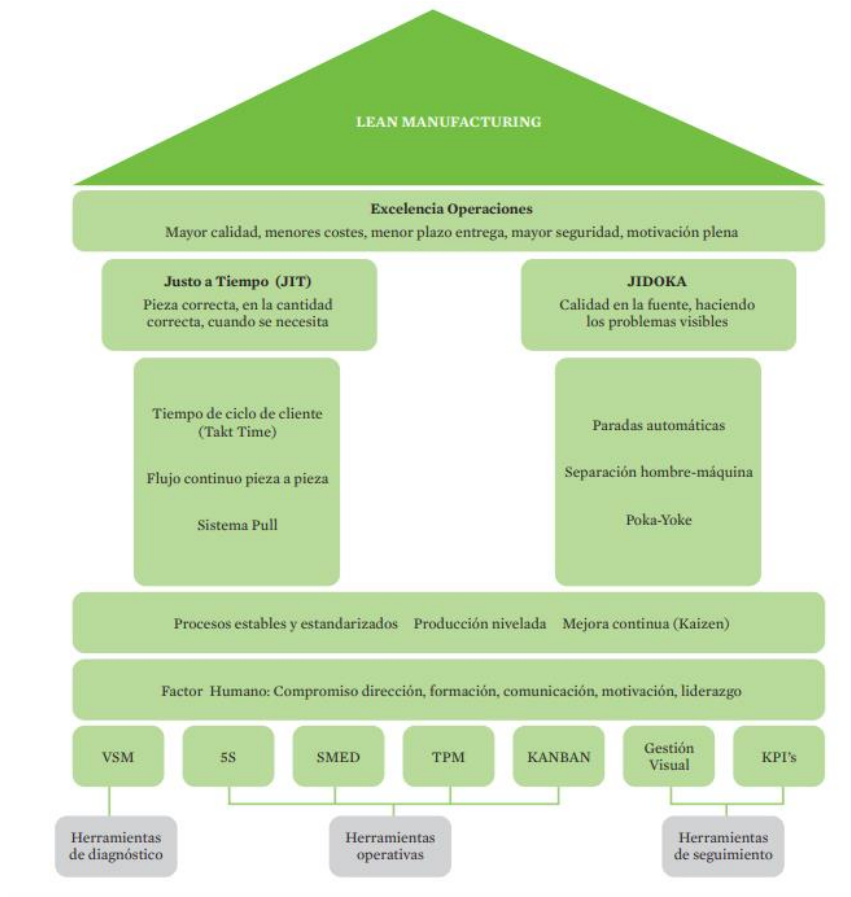 LEAN MANUFACTURING
Excelencia Operaciones
Mayor calidad, menores costes, menor plazo entrega, mayor seguridad, motivación plena
Justo a Tiempo (JIT)
Pieza correcta, en la cantidad
correcta, cuando se necesita
JIDOKA
Calidad en la fuente, haciendo
los problemas visibles
Tiempo de ciclo de cliente
(Takt Time)
Flujo continuo pieza a pieza
Sistema Pull
Paradas automáticas
Separación hombre-máquina
Poka-Yoke
Procesos estables y estandarizados Producción nivelada Mejora continua (Kaizen)
Factor Humano: Compromiso dirección, formación, comunicación, motivación, liderazgo
VSM
5S
SMED
TPM
KANBAN
Gestión
Visual
KPI's
Herramientas
de diagnóstico
Herramientas
operativas
Herramientas
de seguimiento